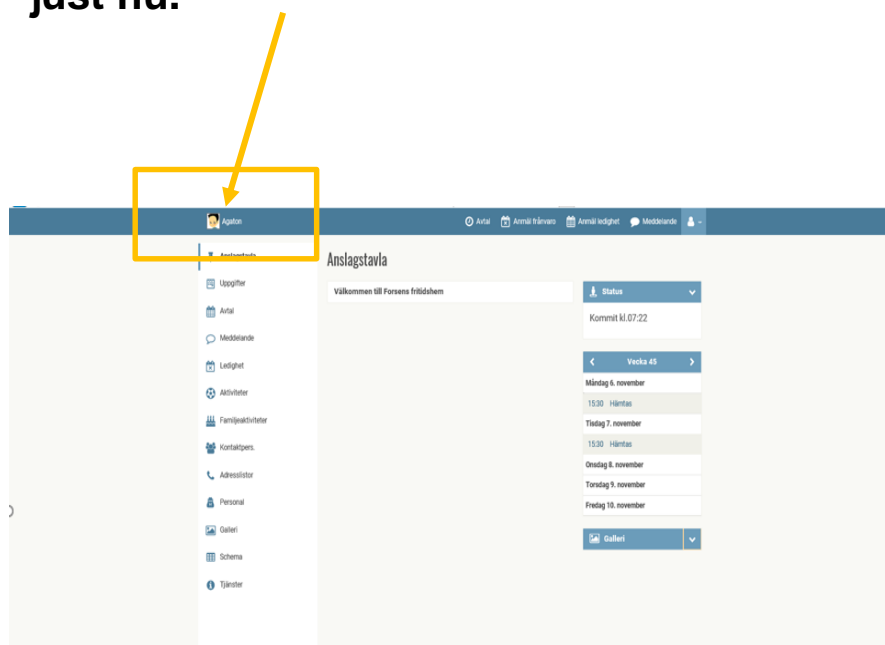 just nu.
Agaton
Avtal Anmäl frånvaro Anmäl ledighet Meddelande
Anslagstavla
Uppgifter
Avtal
Meddelande
Ledighet
Aktiviteter
Familjeaktiviteter
Kontaktpers.
Adresslistor
Personal
Galleri
Schema
Tjänster
Anslagstavla
Välkommen till Forsens fritidshem
Status
Kommit kl.07:22
Vecka 45
Måndag 6. november
15:30 Hämtas
Tisdag 7. november
15:30 Hämtas
Onsdag 8. november
Torsdag 9. november
Fredag 10. november
Galleri